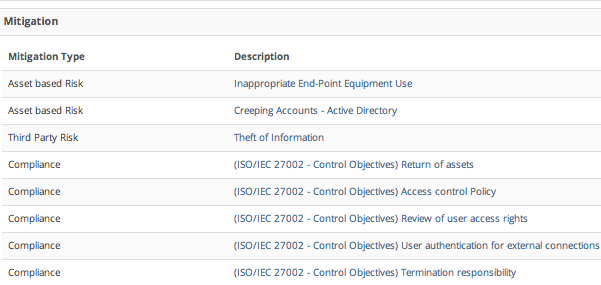 Mitigation
Mitigation Type Description
Asset based Risk Inappropriate End-Point Equipment Use
Asset based Risk Creeping Accounts - Active Directory
Third Party Risk Theft of Information
Compliance (ISO/IEC 27002 - Control Objectives) Return of assets
Compliance (ISO/IEC 27002 - Control Objectives) Access control Policy
Compliance (ISO/IEC 27002 - Control Objectives) Review of user access rights
Compliance (ISO/IEC 27002 - Control Objectives) User authentication for external connections
Compliance (ISO/IEC 27002 - Control Objectives) Termination responsibility